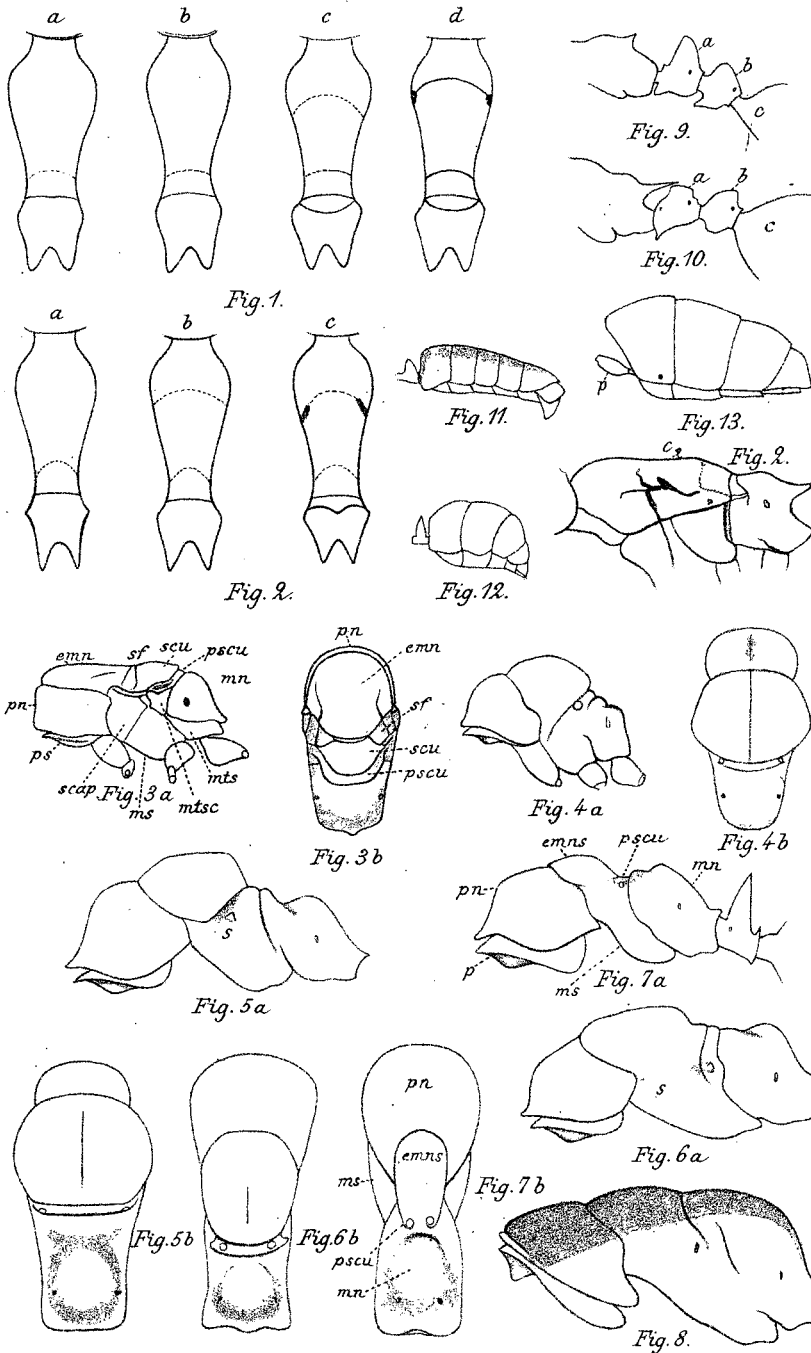 a b c d
a
b
c
Fig. 9.
a b
c
Fig. 10.
Fig. 1.
a b c
Fig. 11.
p
Fig. 13.
Fig. 2.
Fig. 12.
c2 Fig. 2.
emn sf scu pscu
mn
pn
ps
scap ms mtsc mts
Fig. 3 a
pn
emn
sf
scu
pscu
Fig. 3 b
Fig. 4 a
Fig. 4 b
s
Fig. 5 a
emns pscu mn
pn
p
ms
Fig. 7 a
s
Fig. 6 a
Fig. 5 b
Fig. 6 b
pn
emns
ms
pscu
mn
Fig. 7 b
Fig. 8.